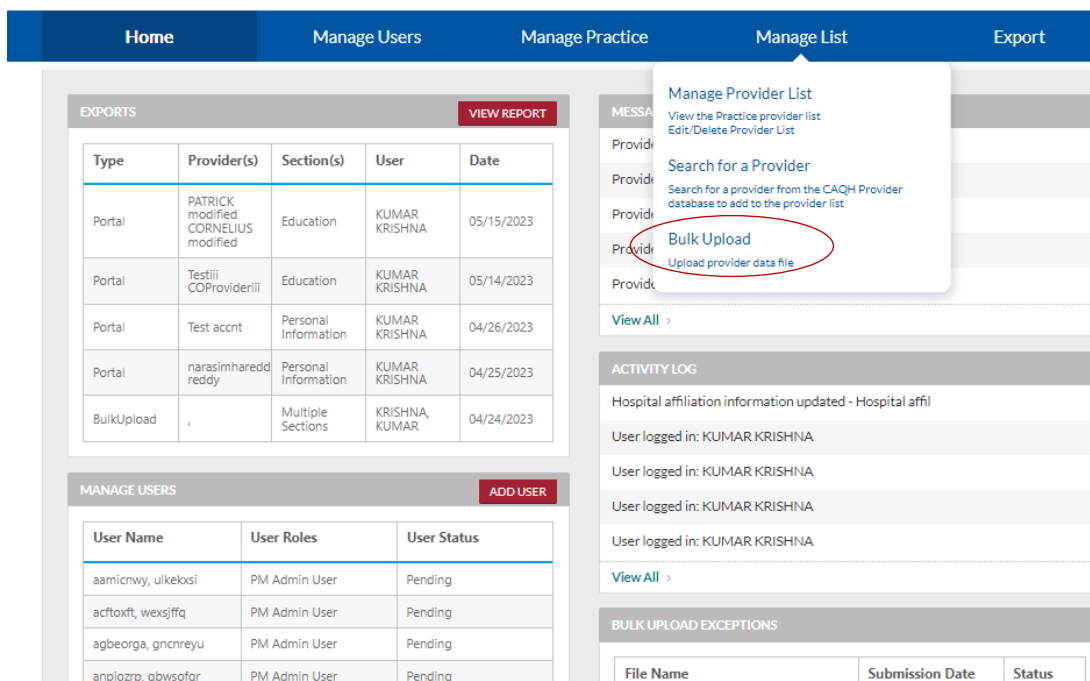 Home Manage Users Manage Practice Manage List Export
EXPORTS VIEW REPORT
Type Provider(s) Section(s) User Date
Portal PATRICK modified CORNELIUS modified Education KUMAR KRISHNA 05/15/2023
Portal Testiii COProvideriii Education KUMAR KRISHNA 05/14/2023
Portal Test accnt Personal Information KUMAR KRISHNA 04/26/2023
Portal narasimharedd reddy Personal Information KUMAR KRISHNA 04/25/2023
BulkUpload , Multiple Sections KRISHNA, KUMAR 04/24/2023
MANAGE USERS ADD USER
User Name User Roles User Status
aamicnwy, ulkekxsi PM Admin User Pending
acftoxft, wexsjffq PM Admin User Pending
agbeorga, gncnreyu PM Admin User Pending
PM Admin User Pending
Manage Provider List
View the Practice provider list
Edit/Delete Provider List
Search for a Provider
Search for a provider from the CAQH Provider
database to add to the provider list
Bulk Upload
Upload provider data file
MESSA
Provide
Provide
Provide
Provide
Provide
View All >
ACTIVITY LOG
Hospital affiliation information updated - Hospital affil
User logged in: KUMAR KRISHNA
User logged in: KUMAR KRISHNA
User logged in: KUMAR KRISHNA
User logged in: KUMAR KRISHNA
View All >
BULK UPLOAD EXCEPTIONS
File Name Submission Date Status